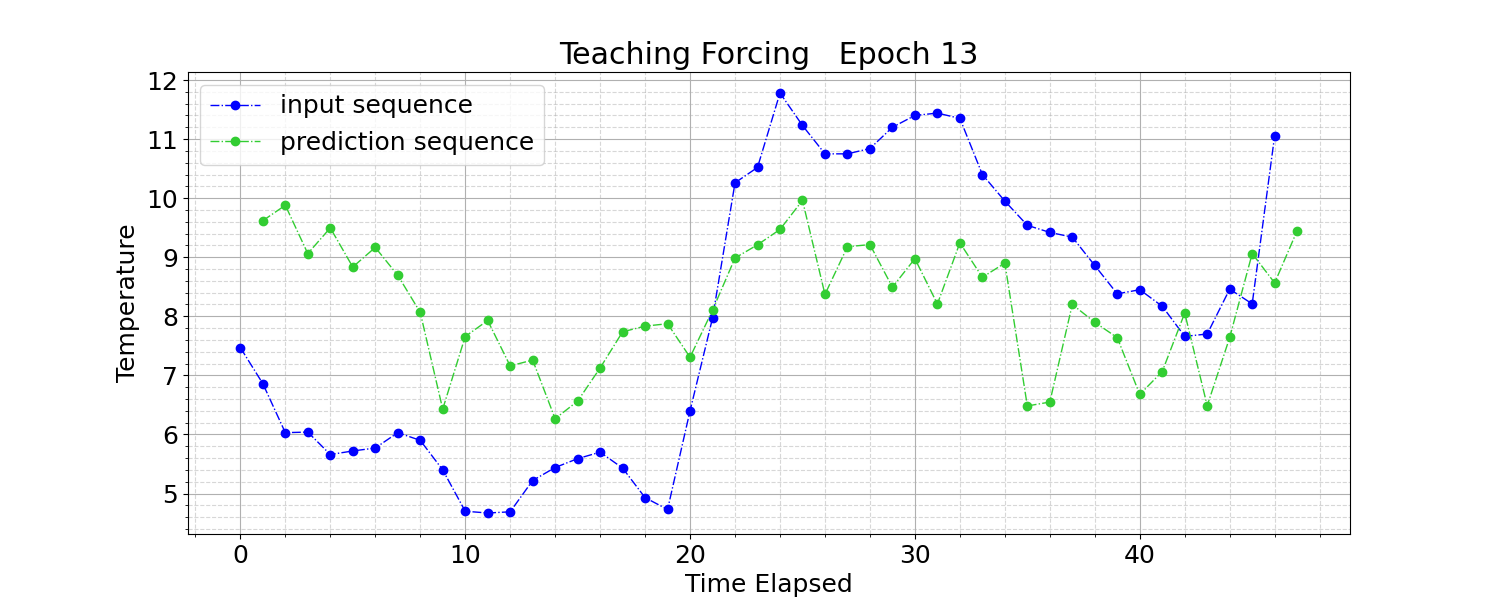 Teaching Forcing   Epoch 13
12
11
10
9
8
7
6
5
Temperature
input sequence
prediction sequence
0 10 20 30 40
Time Elapsed